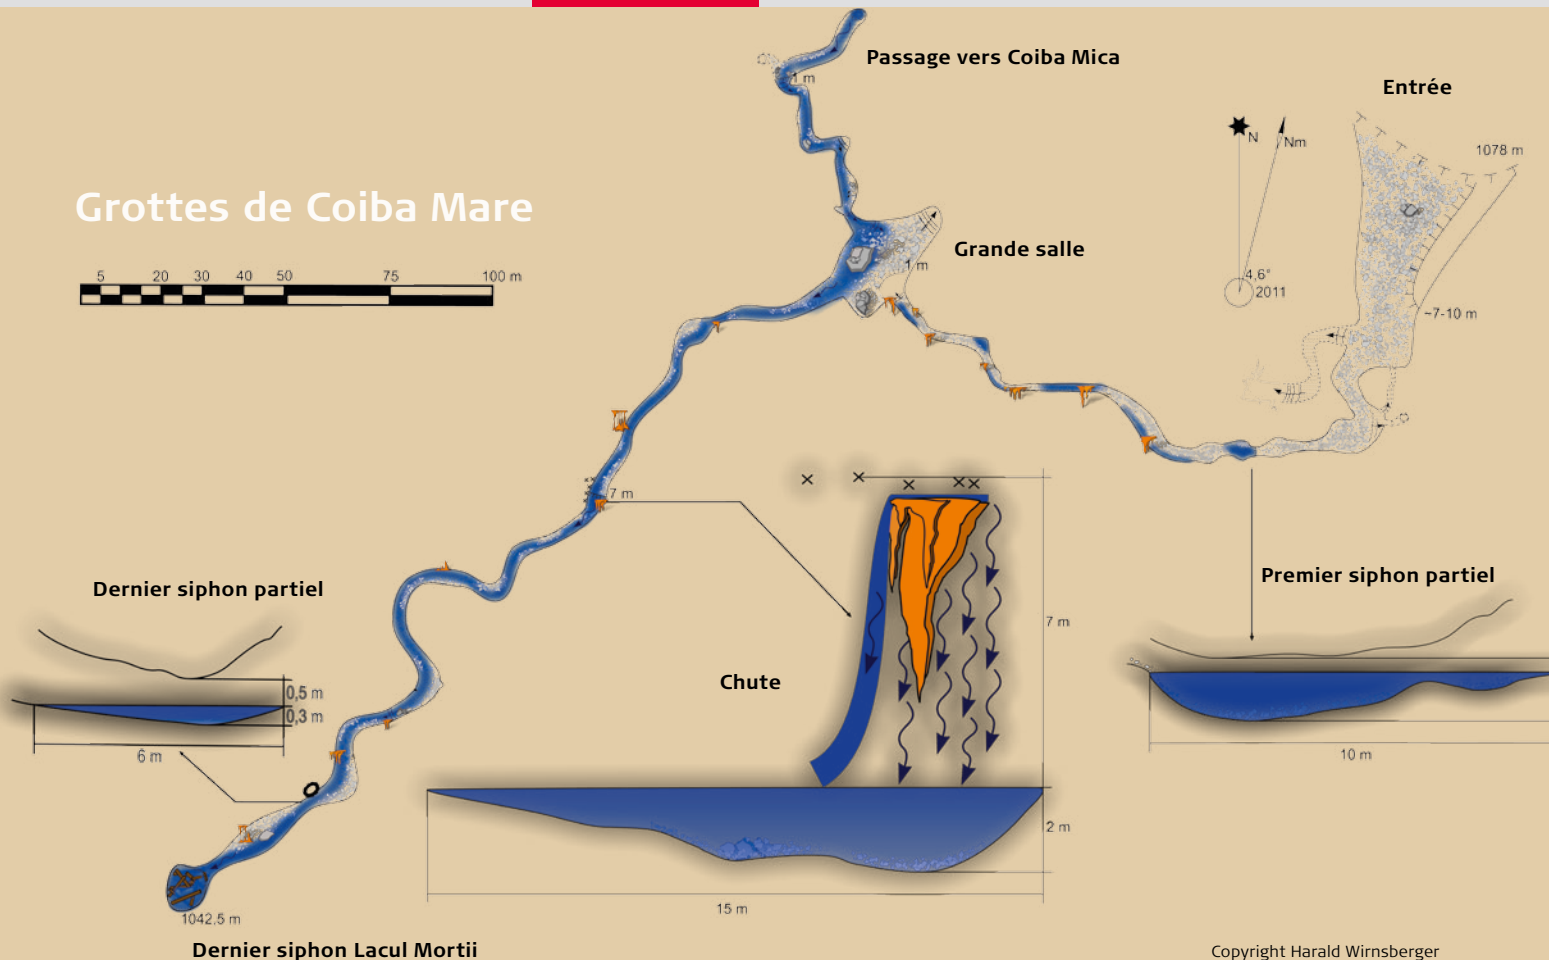 Passage vers Coiba Mica
1 m
Entrée
N
Nm
1078 m
Grottes de Coiba Mare
Grande salle
1 m
5 20 30 40 50 75 100 m
4,6°
2011
~7-10 m
7 m
Dernier siphon partiel
Premier siphon partiel
7 m
Chute
0,5 m
0,3 m
6 m
10 m
2 m
15 m
1042,5 m
Dernier siphon Lacul Mortii
Copyright Harald Wirnsberger